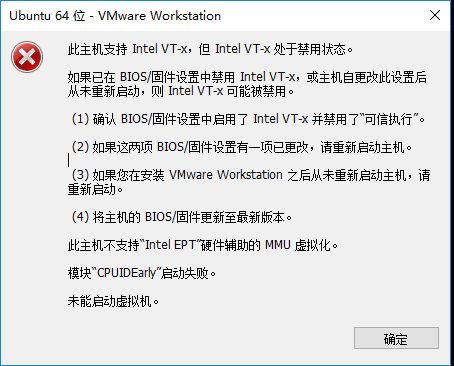 Ubuntu 64 位 - VMware Workstation
此主机支持 Intel VT-x，但 Intel VT-x 处于禁用状态。
如果已在 BIOS/固件设置中禁用 Intel VT-x，或主机自更改此设置后
从未重新启动，则 Intel VT-x 可能被禁用。
(1) 确认 BIOS/固件设置中启用了 Intel VT-x 并禁用了“可信执行”。
(2) 如果这两项 BIOS/固件设置有一项已更改，请重新启动主机。
(3) 如果您在安装 VMware Workstation 之后从未重新启动主机，请
重新启动。
(4) 将主机的 BIOS/固件更新至最新版本。
此主机不支持“Intel EPT”硬件辅助的 MMU 虚拟化。
模块“CPUIDEarly”启动失败。
未能启动虚拟机。
确定